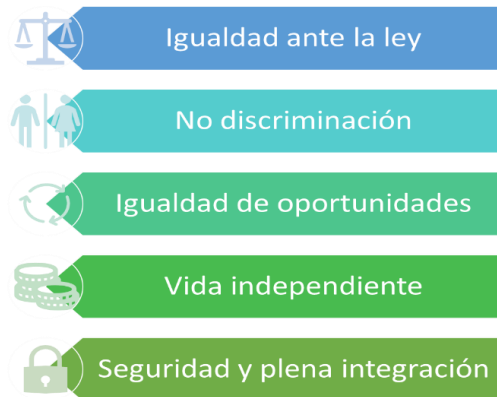 Igualdad ante la ley
No discriminación
Igualdad de oportunidades
Vida independiente
Seguridad y plena integración